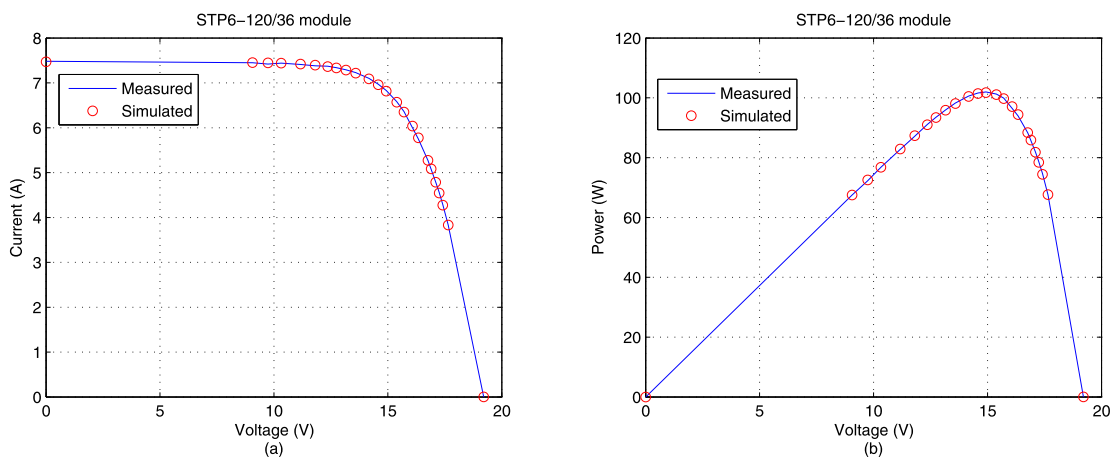 STP6−120/36 module
8
7
6
5
4
3
2
1
0
Current (A)
Measured
Simulated
0
5
10
15
20
Voltage (V)
(a)
STP6−120/36 module
120
100
80
60
40
20
0
Power (W)
Measured
Simulated
0
5
10
15
20
Voltage (V)
(b)